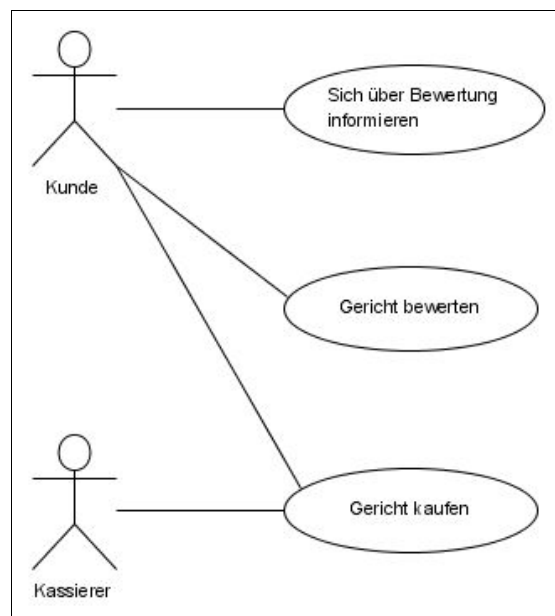 Sich über Bewertung
informieren
Kunde
Gericht bewerten
Gericht kaufen
Kassierer